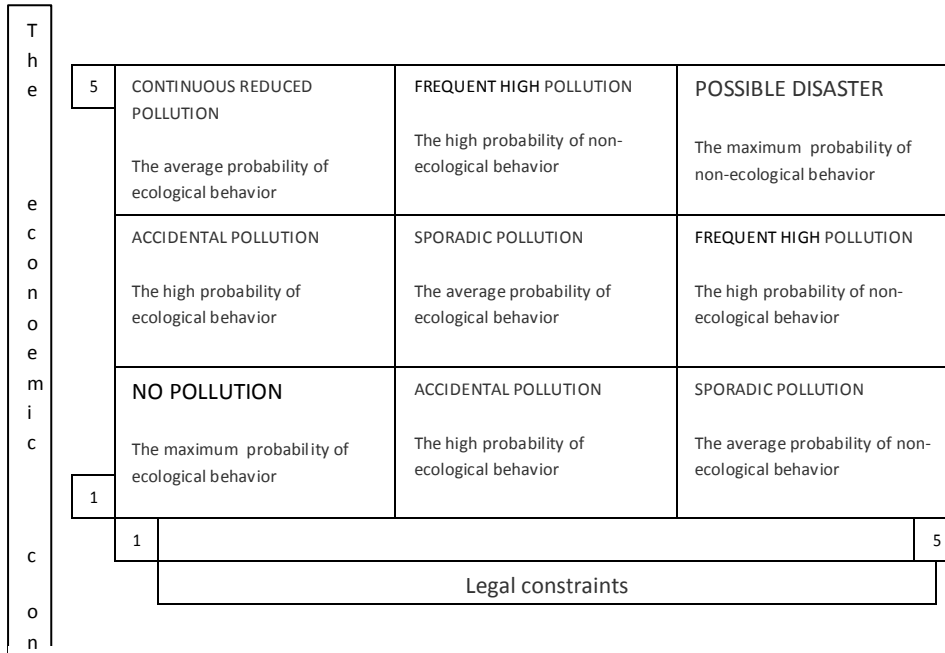 The econoemic con
5
CONTINUOUS REDUCED
POLLUTION
The average probability of
ecological behavior
FREQUENT HIGH POLLUTION
The high probability of non-
ecological behavior
POSSIBLE DISASTER
The maximum probability of
non-ecological behavior
ACCIDENTAL POLLUTION
The high probability of
ecological behavior
SPORADIC POLLUTION
The average probability of
ecological behavior
FREQUENT HIGH POLLUTION
The high probability of non-
ecological behavior
NO POLLUTION
The maximum probability of
ecological behavior
ACCIDENTAL POLLUTION
The high probability of
ecological behavior
SPORADIC POLLUTION
The average probability of non-
ecological behavior
1
1
5
Legal constraints